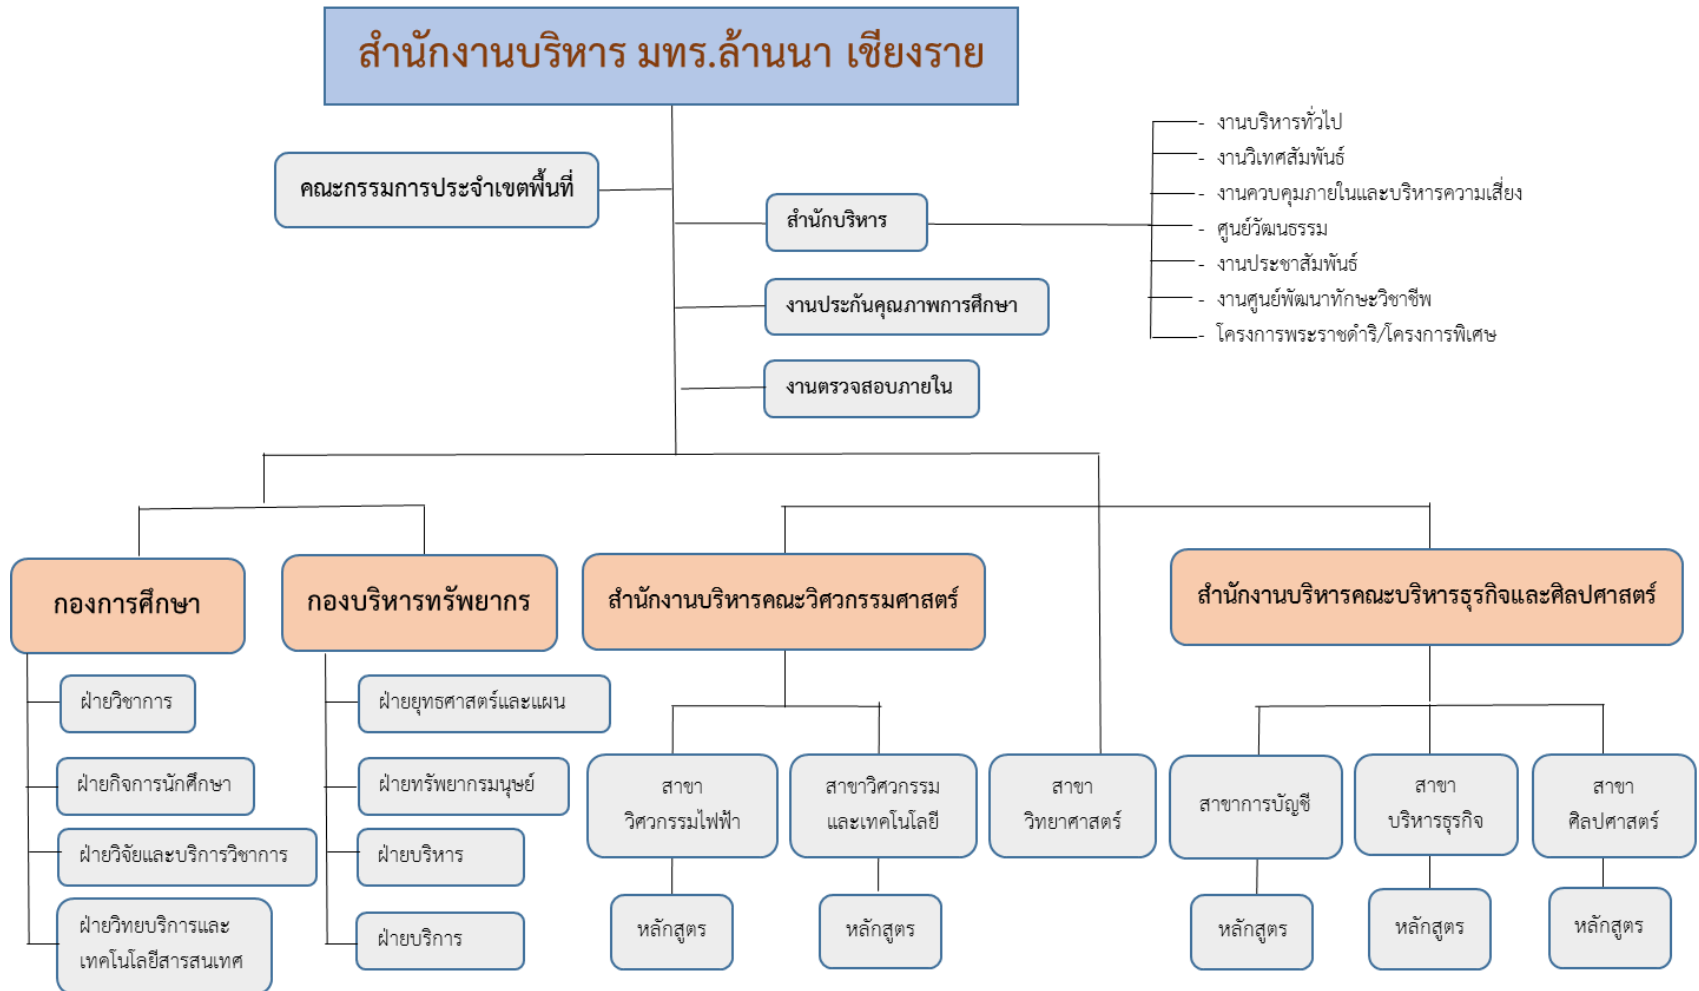 สำนักงานบริหาร มทร.ล้านนา เชียงราย
คณะกรรมการประจำเขตพื้นที่
สำนักบริหาร
- งานบริหารทั่วไป
- งานวิเทศสัมพันธ์
- งานควบคุมภายในและบริหารความเสี่ยง
- ศูนย์วัฒนธรรม
- งานประชาสัมพันธ์
- งานศูนย์พัฒนาทักษะวิชาชีพ
- โครงการพระราชดำริ/โครงการพิเศษ
งานประกันคุณภาพการศึกษา
งานตรวจสอบภายใน
กองการศึกษา
ฝ่ายวิชาการ
ฝ่ายกิจการนักศึกษา
ฝ่ายวิจัยและบริการวิชาการ
ฝ่ายวิทยบริการและ
เทคโนโลยีสารสนเทศ
กองบริหารทรัพยากร
ฝ่ายยุทธศาสตร์และแผน
ฝ่ายทรัพยากรมนุษย์
ฝ่ายบริหาร
ฝ่ายบริการ
สำนักงานบริหารคณะวิศวกรรมศาสตร์
สาขา
วิศวกรรมไฟฟ้า
หลักสูตร
สาขาวิศวกรรม
และเทคโนโลยี
หลักสูตร
สาขา
วิทยาศาสตร์
สำนักงานบริหารคณะบริหารธุรกิจและศิลปศาสตร์
สาขาการบัญชี
หลักสูตร
สาขา
บริหารธุรกิจ
หลักสูตร
สาขา
ศิลปศาสตร์
หลักสูตร